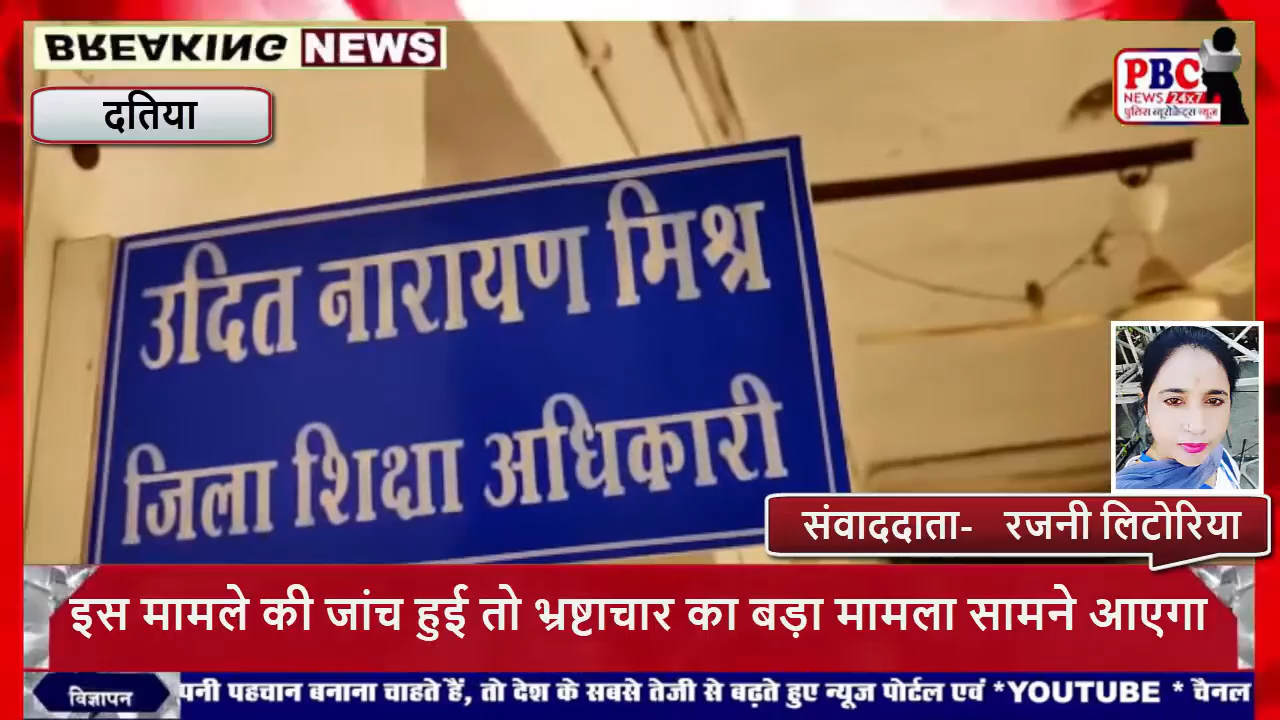 BREAKING NEWS
दतिया
PBC
NEWS 24x7
पुलिस ब्यूरोक्रेट्स न्यूज
उदित नारायण मिश्र
जिला शिक्षा अधिकारी
संवाददाता- रजनी लिटोरिया
इस मामले की जांच हुई तो भ्रष्टाचार का बड़ा मामला सामने आएगा
विज्ञापन
पनी पहचान बनाना चाहते हैं, तो देश के सबसे तेजी से बढ़ते हुए न्यूज पोर्टल एवं *YOUTUBE * चैनल